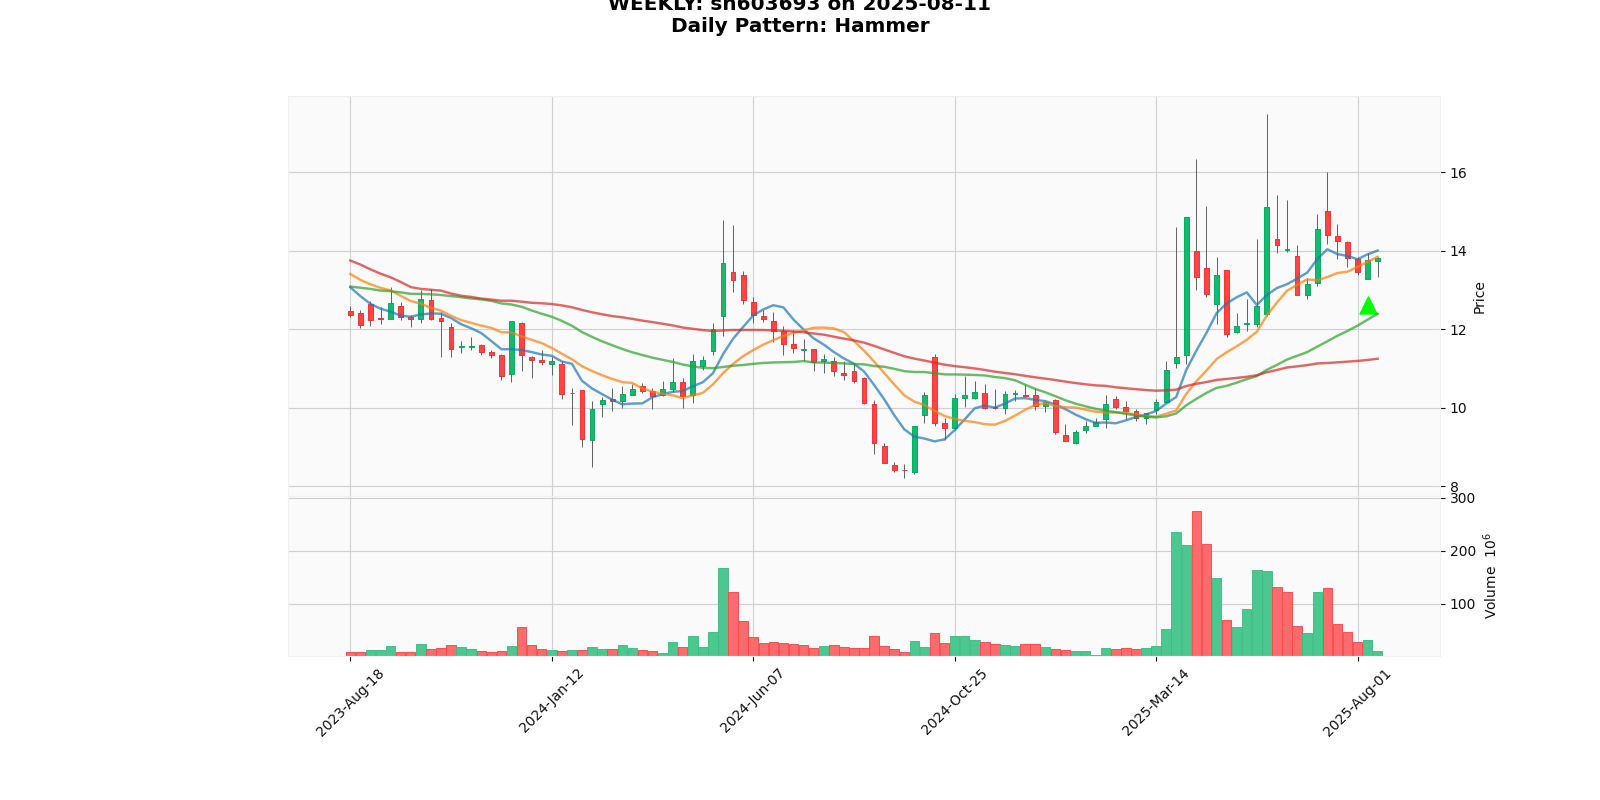 WEEKLY: sh603693 on 2025-08-11
Daily Pattern: Hammer
16
14
12
10
8
Price
300
200
100
Volume 10^6
2023-Aug-18
2024-Jan-12
2024-Jun-07
2024-Oct-25
2025-Mar-14
2025-Aug-01